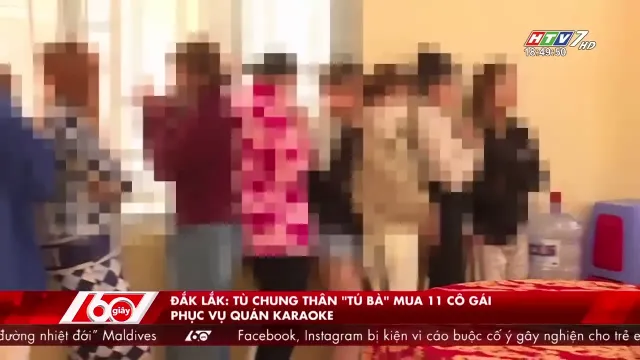 HTV7 HD
18:49:50
60 giây
ĐẮK LẮK: TÙ CHUNG THÂN "TÚ BÀ" MUA 11 CÔ GÁI
PHỤC VỤ QUÁN KARAOKE
đường nhiệt đới” Maldives 60 Facebook, Instagram bị kiện vì cáo buộc cố ý gây nghiện cho trẻ e